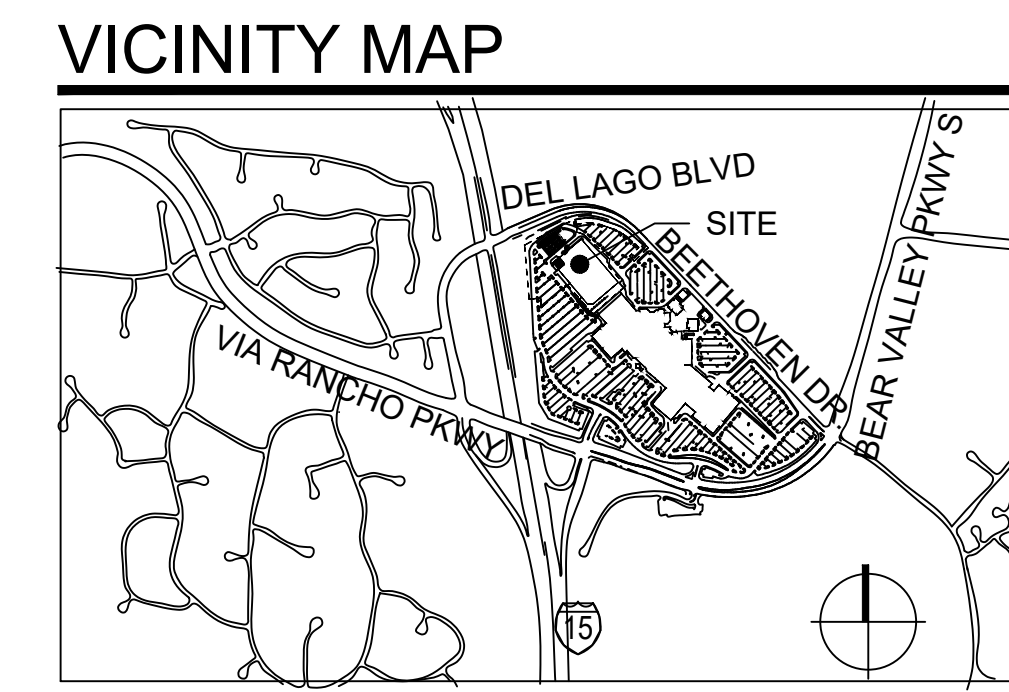 VICINITY MAP
DEL LAGO BLVD
SITE
BEETHOVEN DR
BEAR VALLEY PKWY S
VIA RANCHO PKWY
15